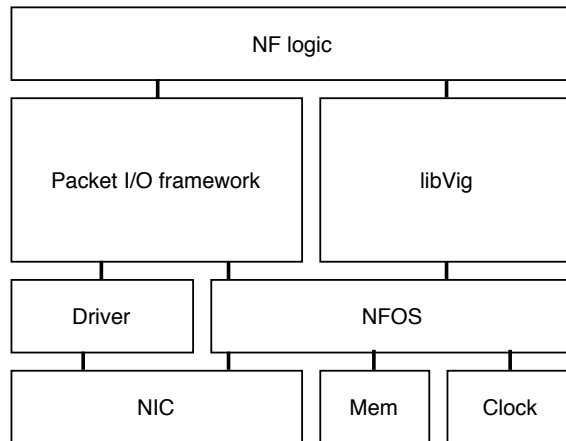 NF logic
Packet I/O framework
libVig
Driver
NFOS
NIC
Mem
Clock